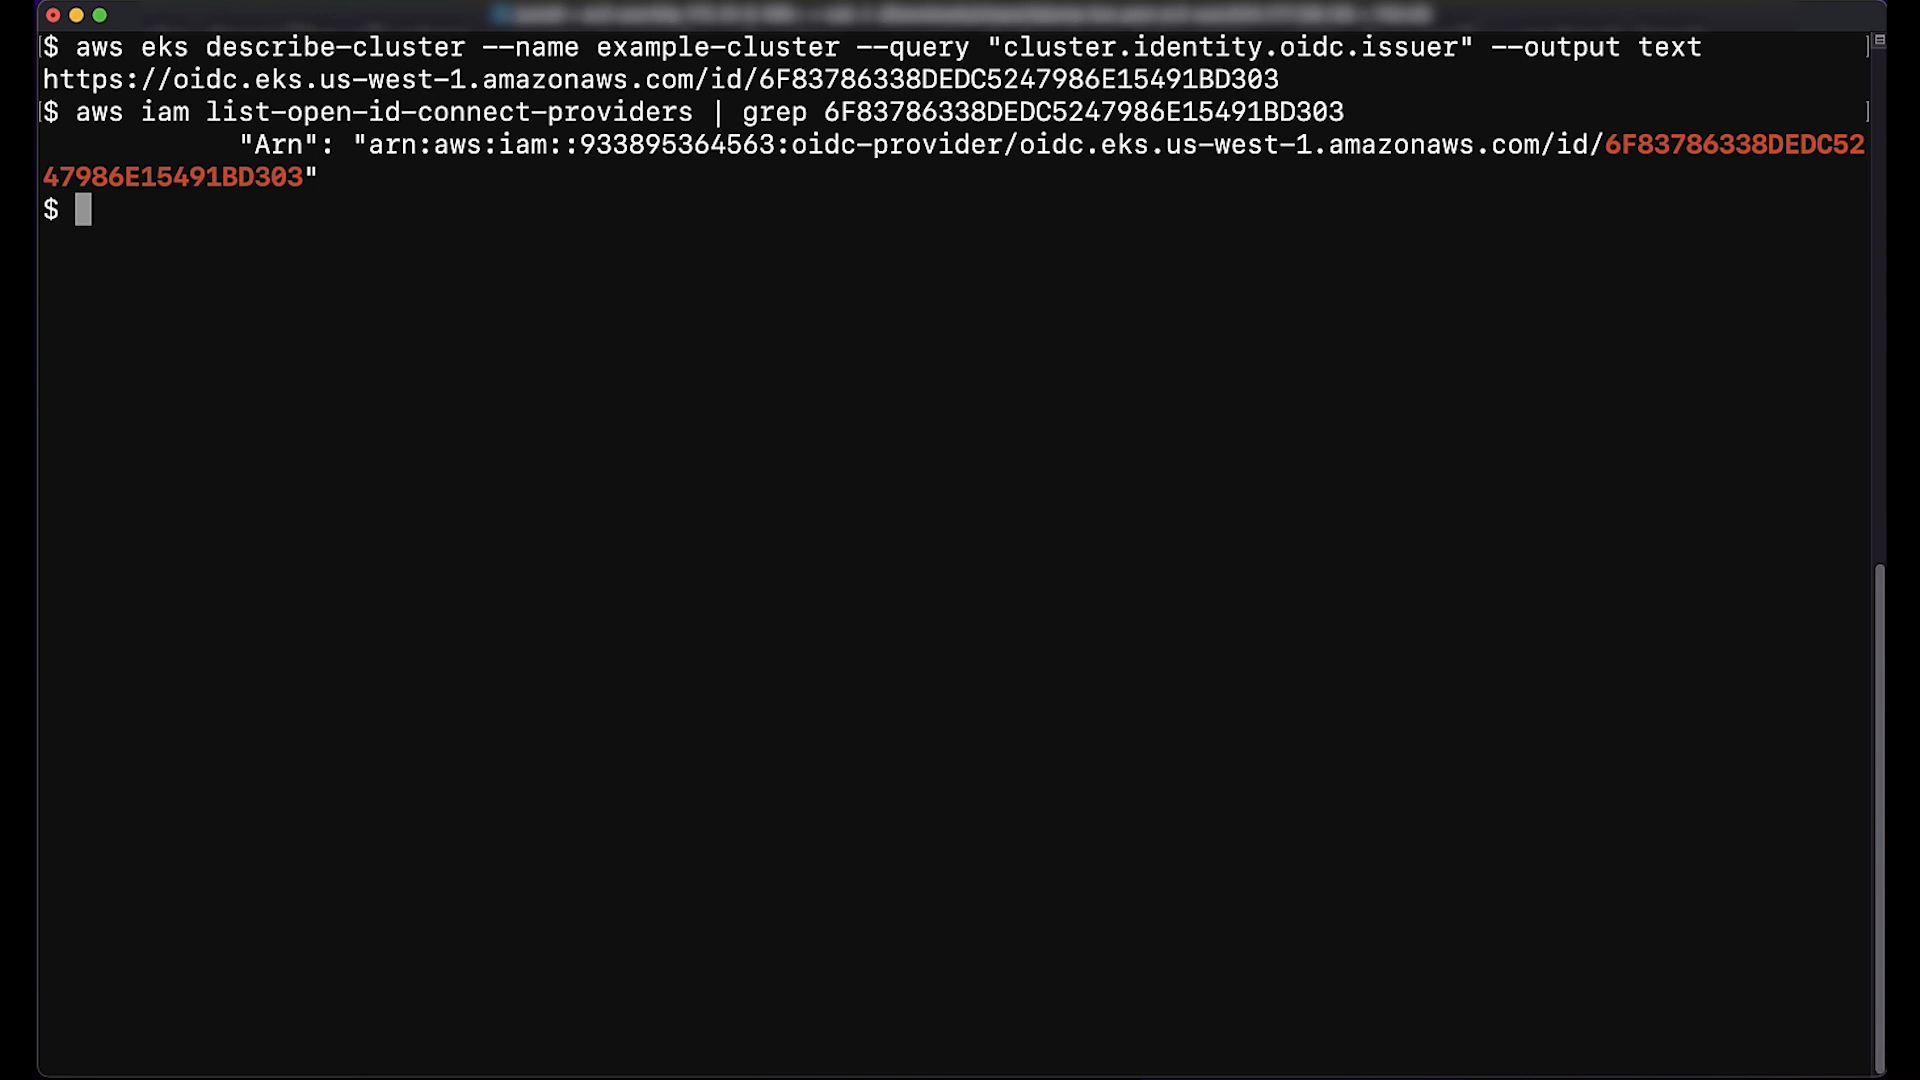 $ aws eks describe-cluster --name example-cluster --query "cluster.identity.oidc.issuer" --output text
https://oidc.eks.us-west-1.amazonaws.com/id/6F83786338DEDC5247986E15491BD303
$ aws iam list-open-id-connect-providers | grep 6F83786338DEDC5247986E15491BD303
"Arn": "arn:aws:iam::933895364563:oidc-provider/oidc.eks.us-west-1.amazonaws.com/id/6F83786338DEDC52
47986E15491BD303"
$